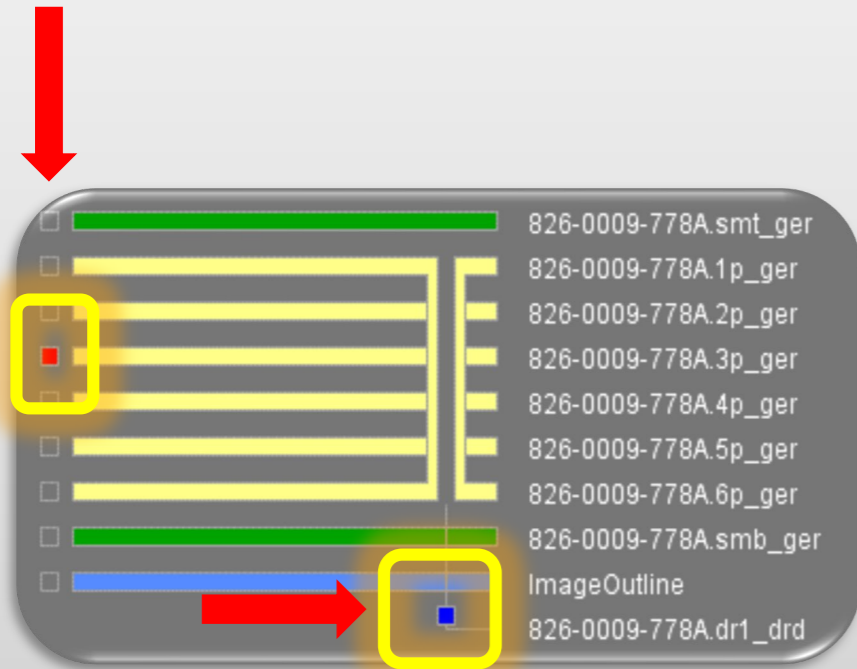 826-0009-778A.smt_ger
826-0009-778A.1p_ger
826-0009-778A.2p_ger
826-0009-778A.3p_ger
826-0009-778A.4p_ger
826-0009-778A.5p_ger
826-0009-778A.6p_ger
826-0009-778A.smb_ger
ImageOutline
826-0009-778A.dr1_drd